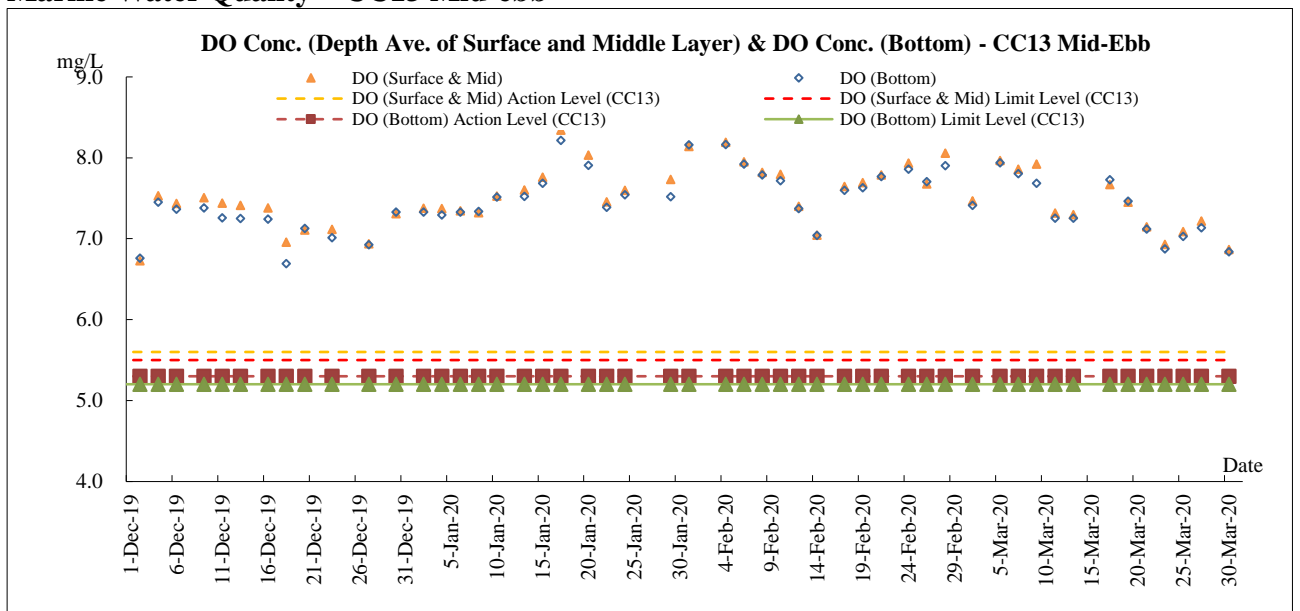 Marine Water Quality - CC13 Mid-ebb
DO Conc. (Depth Ave. of Surface and Middle Layer) & DO Conc. (Bottom) - CC13 Mid-Ebb
mg/L
DO (Surface & Mid)
DO (Bottom)
DO (Surface & Mid) Action Level (CC13)
DO (Surface & Mid) Limit Level (CC13)
DO (Bottom) Action Level (CC13)
DO (Bottom) Limit Level (CC13)
9.0
8.0
7.0
6.0
5.0
4.0
Date
1-Dec-19
6-Dec-19
11-Dec-19
16-Dec-19
21-Dec-19
26-Dec-19
31-Dec-19
5-Jan-20
10-Jan-20
15-Jan-20
20-Jan-20
25-Jan-20
30-Jan-20
4-Feb-20
9-Feb-20
14-Feb-20
19-Feb-20
24-Feb-20
29-Feb-20
5-Mar-20
10-Mar-20
15-Mar-20
20-Mar-20
25-Mar-20
30-Mar-20